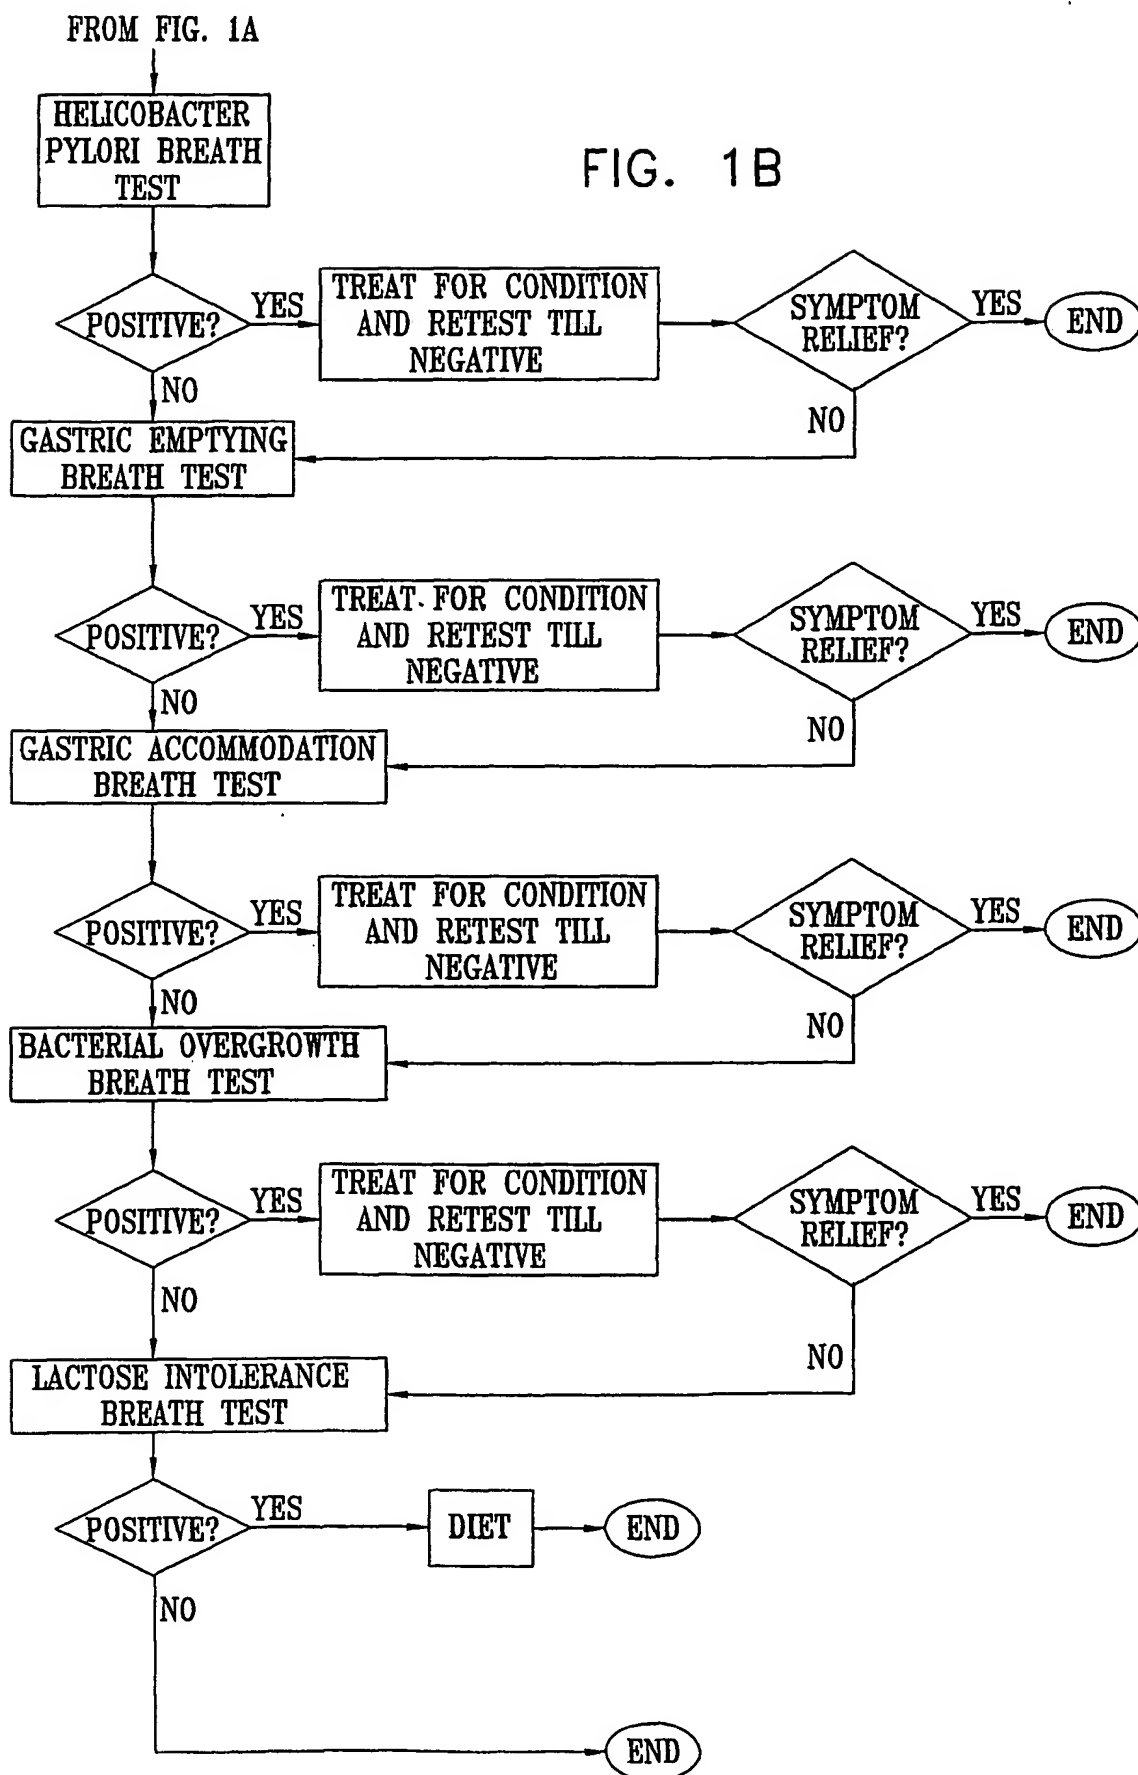 FROM FIG. 1A
HELICOBACTER
PYLORI BREATH
TEST
FIG. 1B
POSITIVE?
YES
TREAT FOR CONDITION
AND RETEST TILL
NEGATIVE
SYMPTOM
RELIEF?
YES
END
NO
NO
GASTRIC EMPTYING
BREATH TEST
POSITIVE?
YES
TREAT FOR CONDITION
AND RETEST TILL
NEGATIVE
SYMPTOM
RELIEF?
YES
END
NO
NO
GASTRIC ACCOMMODATION
BREATH TEST
POSITIVE?
YES
TREAT FOR CONDITION
AND RETEST TILL
NEGATIVE
SYMPTOM
RELIEF?
YES
END
NO
NO
BACTERIAL OVERGROWTH
BREATH TEST
POSITIVE?
YES
TREAT FOR CONDITION
AND RETEST TILL
NEGATIVE
SYMPTOM
RELIEF?
YES
END
NO
NO
LACTOSE INTOLERANCE
BREATH TEST
POSITIVE?
YES
DIET
END
NO
END